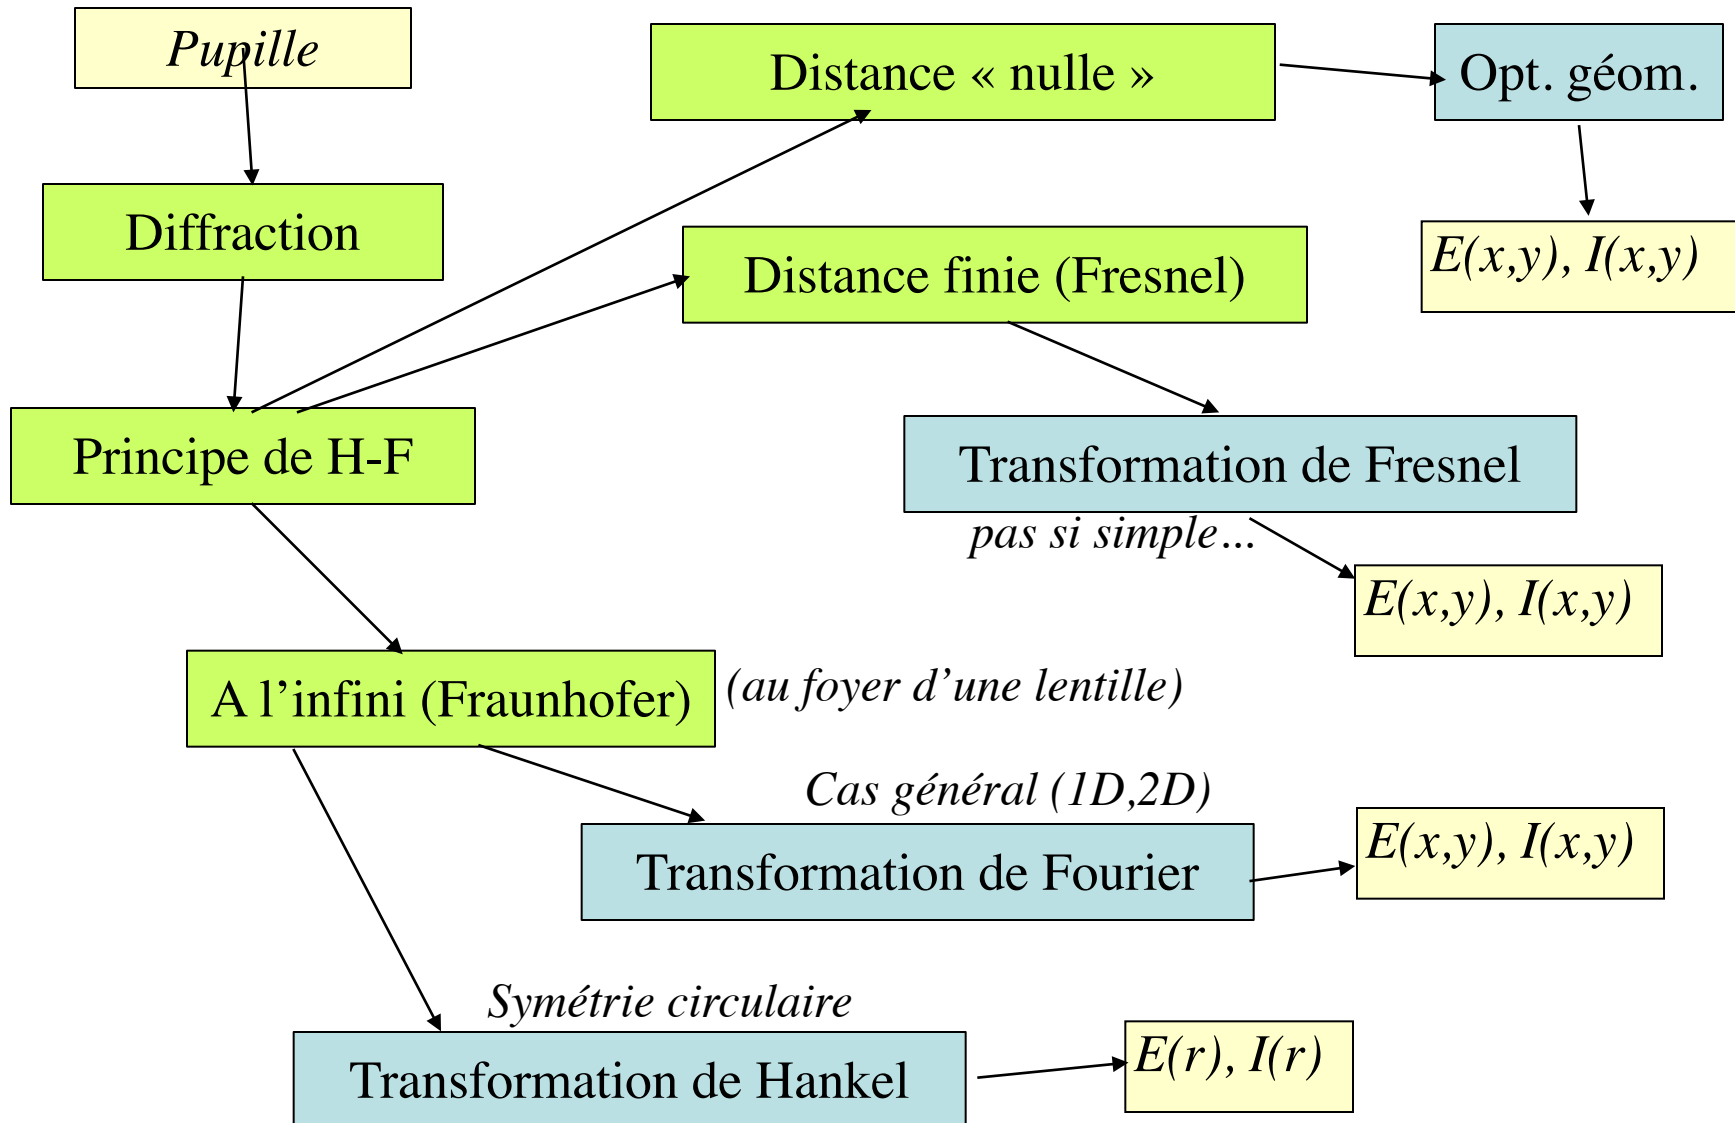 Pupille
Distance « nulle »
Opt. géom.
Diffraction
E(x,y), I(x,y)
Distance finie (Fresnel)
Principe de H-F
Transformation de Fresnel
pas si simple…
E(x,y), I(x,y)
A l’infini (Fraunhofer)
(au foyer d’une lentille)
Cas général (1D,2D)
Transformation de Fourier
E(x,y), I(x,y)
Symétrie circulaire
Transformation de Hankel
E(r), I(r)